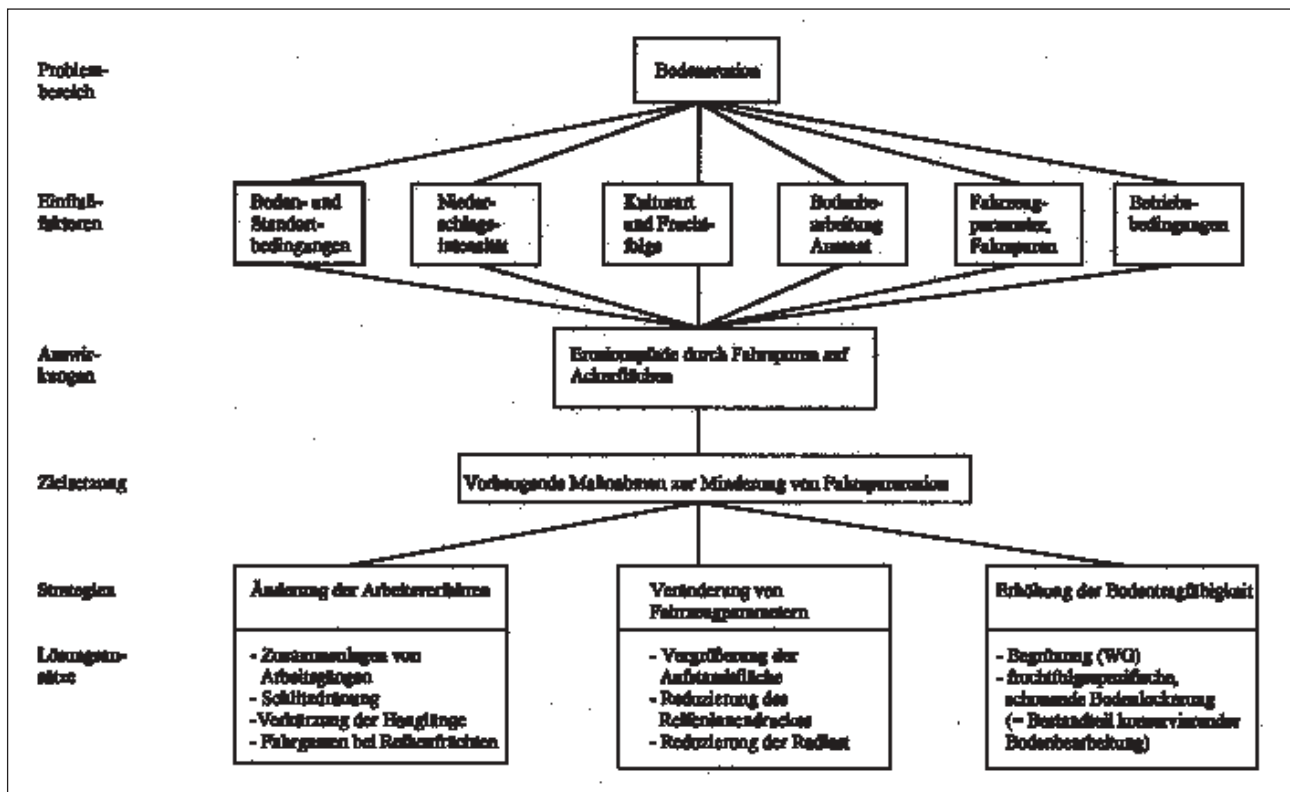 Problem-
bereich
Bodenerosion
Einfluß-
faktoren
Boden- und
Standort-
bedingungen
Nieder-
schlags-
intensität
Kulturart
und Frucht-
folge
Bodenbe-
arbeitung
Aussaat
Fahrzeug-
parameter,
Fahrspuren
Betriebs-
bedingungen
Auswir-
kungen
Erosionspfade durch Fahrspuren auf
Ackerflächen
Zielsetzung
Vorbeugende Maßnahmen zur Minderung von Fahrspurerosion
Strategien
Änderung der Arbeitsverfahren
Veränderung von
Fahrzeugparametern
Erhöhung der Bodentragfähigkeit
Lösungsan-
sätze
- Zusammenlegen von
Arbeitsgängen
- Schlitzdränung
-Verkürzung der Hanglänge
- Fahrgassen bei Reihenfrüchten
- Vergrößerung der
Aufstandsfläche
- Reduzierung des
Reifeninnendruckes
- Reduzierung der Radlast
- Begrünung (WG)
- fruchtfolgespezifische,
schonende Bodenlockerung
(= Bestandteil konservierender
Bodenbearbeitung)